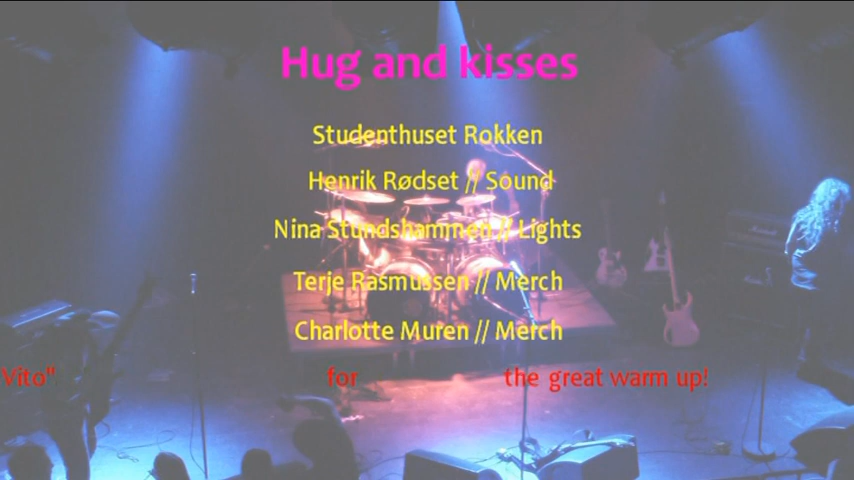 Hug and kisses
Studenthuset Rokken
Henrik Rødset // Sound
Nina Stundshammen // Lights
Terje Rasmussen // Merch
Charlotte Muren // Merch
Vito" for the great warm up!